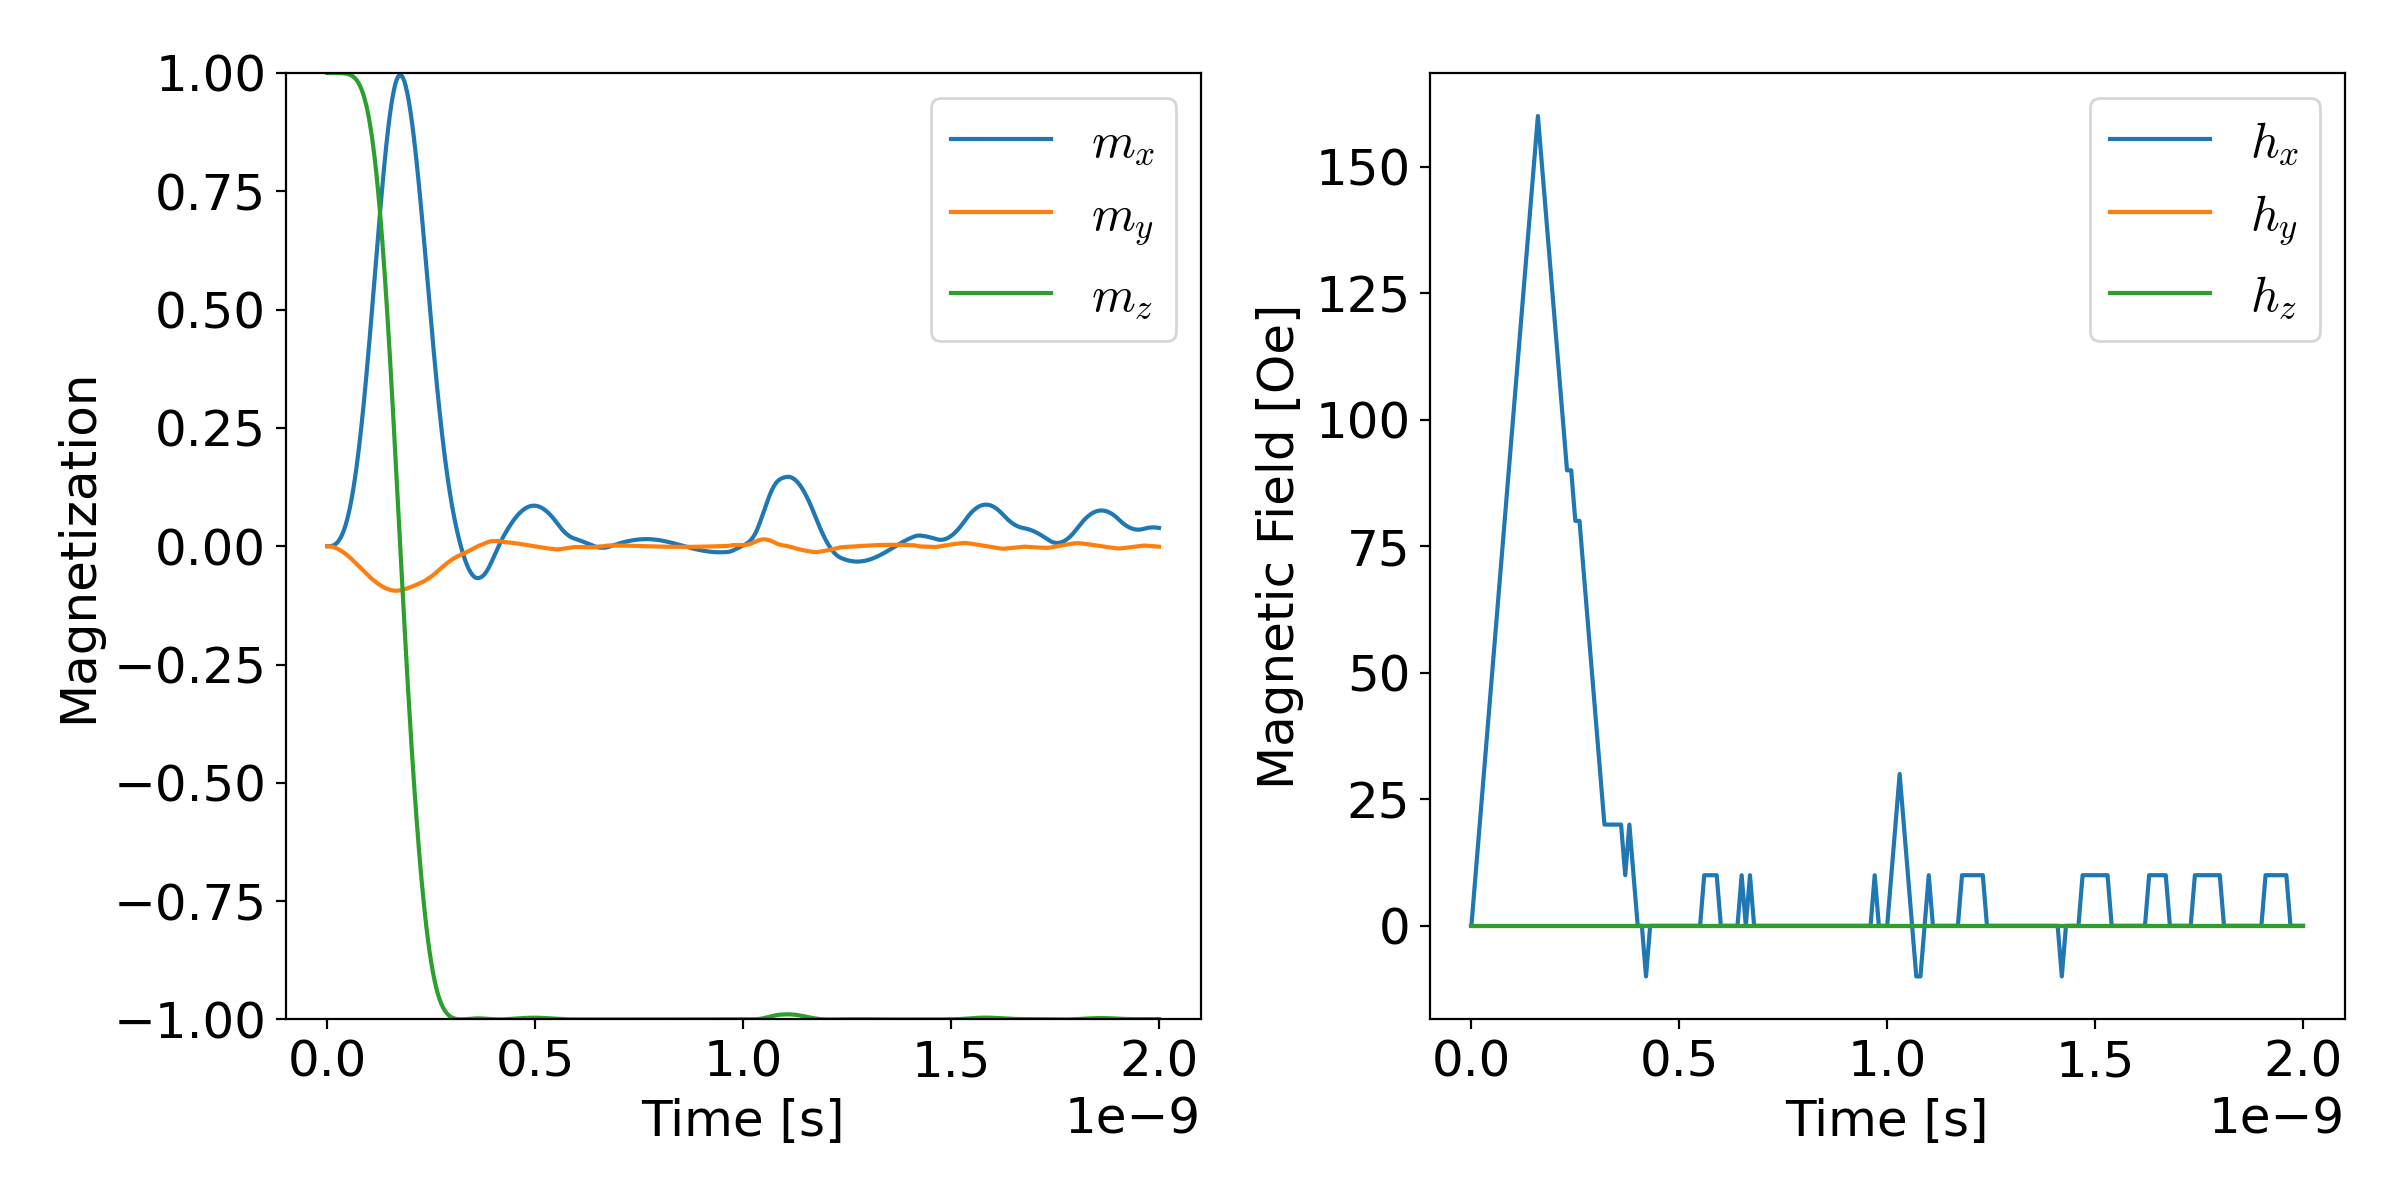 Magnetization
1.00
0.75
0.50
0.25
0.00
−0.25
−0.50
−0.75
−1.00
0.0 0.5 1.0 1.5 2.0
Time [s]
1e−9
m_x
m_y
m_z
Magnetic Field [Oe]
150
125
100
75
50
25
0
0.0 0.5 1.0 1.5 2.0
Time [s]
1e−9
h_x
h_y
h_z